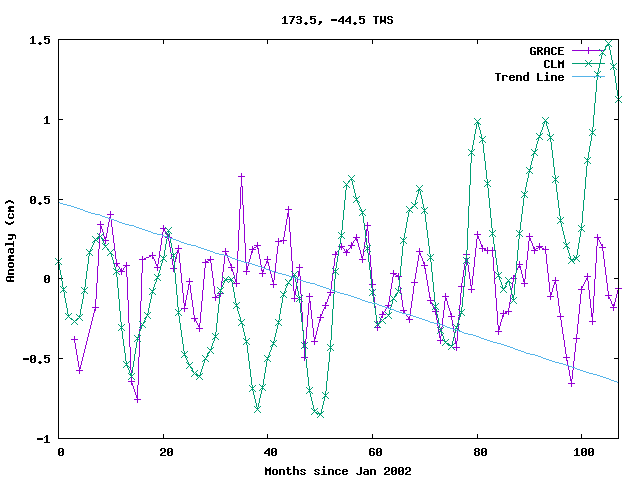 173.5, -44.5 TWS
1.5
GRACE
CLM
Trend Line
1
0.5
Anomaly (cm)
0
-0.5
-1
0 20 40 60 80 100
Months since Jan 2002